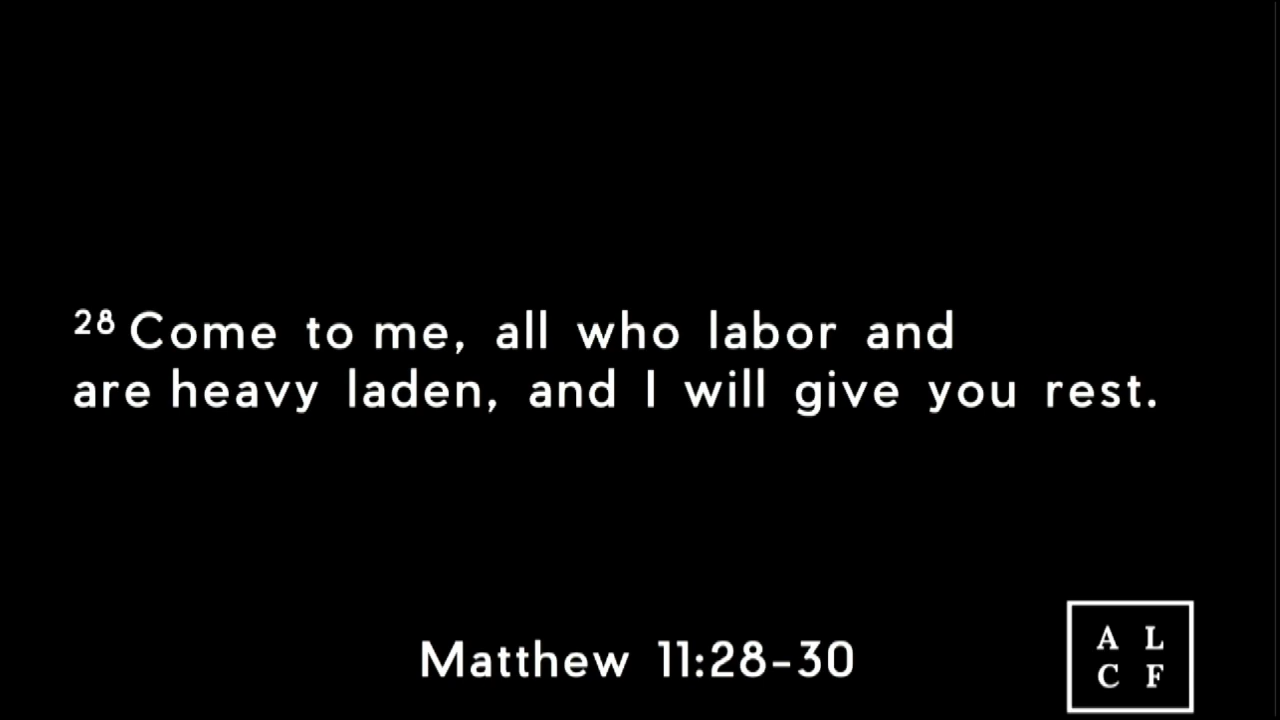 28 Come to me, all who labor and
are heavy laden, and I will give you rest.
Matthew 11:28-30
A L
C F